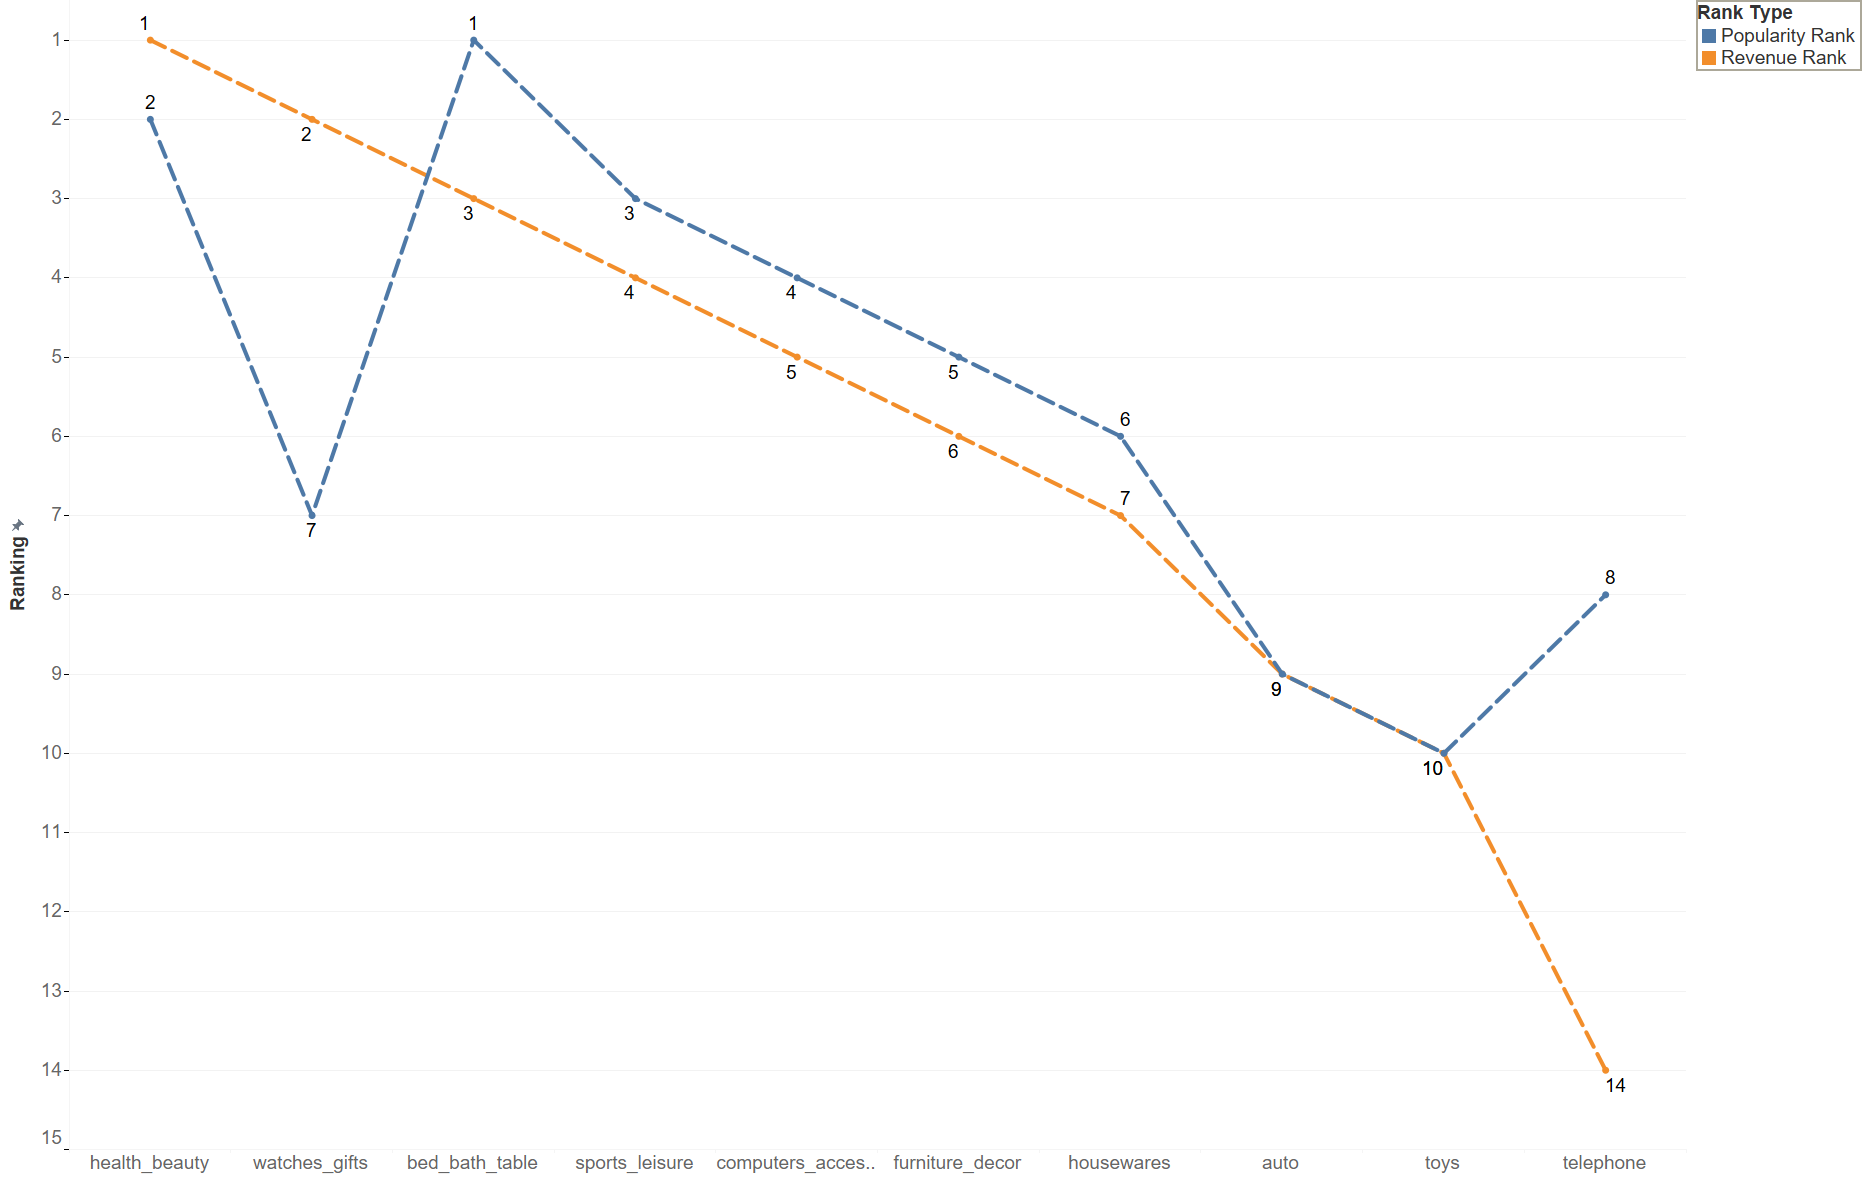 Rank Type
Popularity Rank
Revenue Rank
Ranking
1
2
3
4
5
6
7
8
9
10
11
12
13
14
15
1
2
2
7
1
3
3
4
4
5
5
6
6
7
9
10
8
14
health_beauty
watches_gifts
bed_bath_table
sports_leisure
computers_acces..
furniture_decor
housewares
auto
toys
telephone